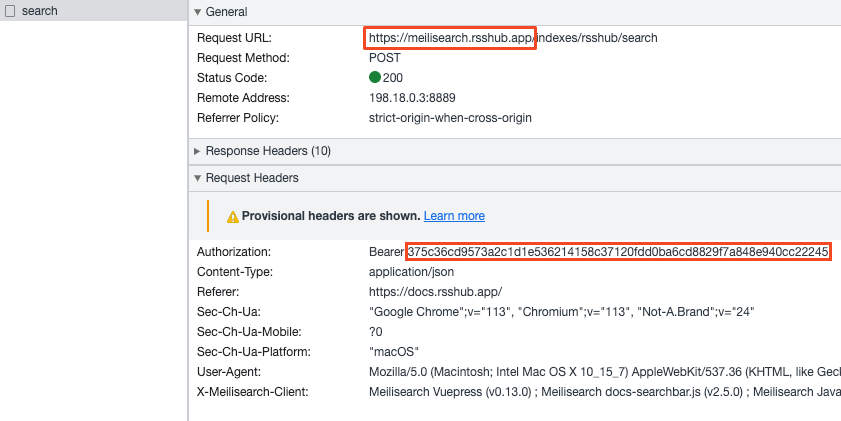 search
General
Request URL: https://meilisearch.rsshub.app/indexes/rsshub/search
Request Method: POST
Status Code: 200
Remote Address: 198.18.0.3:8889
Referrer Policy: strict-origin-when-cross-origin
Response Headers (10)
Request Headers
Provisional headers are shown. Learn more
Authorization: Bearer 375c36cd9573a2c1d1e536214158c37120fdd0ba6cd8829f7a848e940cc22245
Content-Type: application/json
Referer: https://docs.rsshub.app/
Sec-Ch-Ua: "Google Chrome";v="113", "Chromium";v="113", "Not-A.Brand";v="24"
Sec-Ch-Ua-Mobile: ?0
Sec-Ch-Ua-Platform: "macOS"
User-Agent: Mozilla/5.0 (Macintosh; Intel Mac OS X 10_15_7) AppleWebKit/537.36 (KHTML, like Geck
X-Meilisearch-Client: Meilisearch Vuepress (v0.13.0) ; Meilisearch docs-searchbar.js (v2.5.0) ; Meilisearch Java